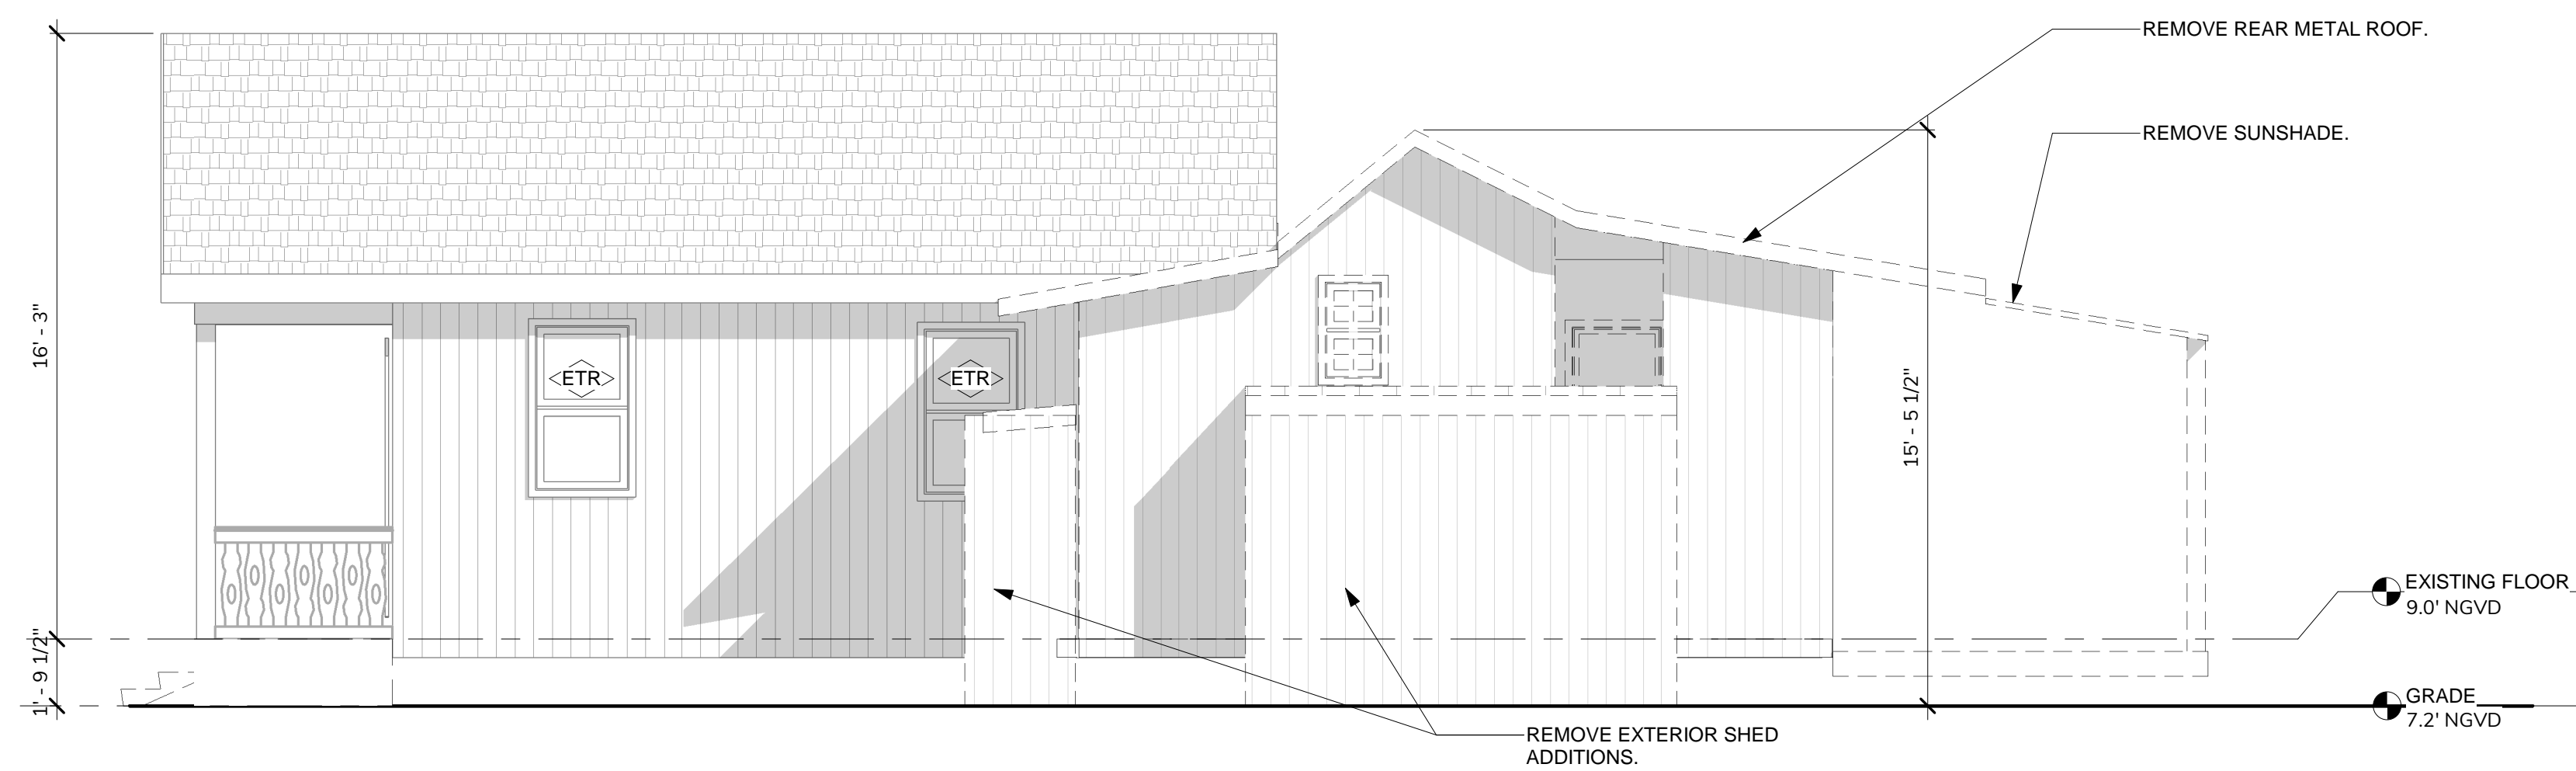 REMOVE REAR METAL ROOF.
REMOVE SUNSHADE.
16' - 3"
15' - 5 1/2"
ETR
ETR
EXISTING FLOOR
9.0' NGVD
1' - 9 1/2"
GRADE
7.2' NGVD
REMOVE EXTERIOR SHED
ADDITIONS.